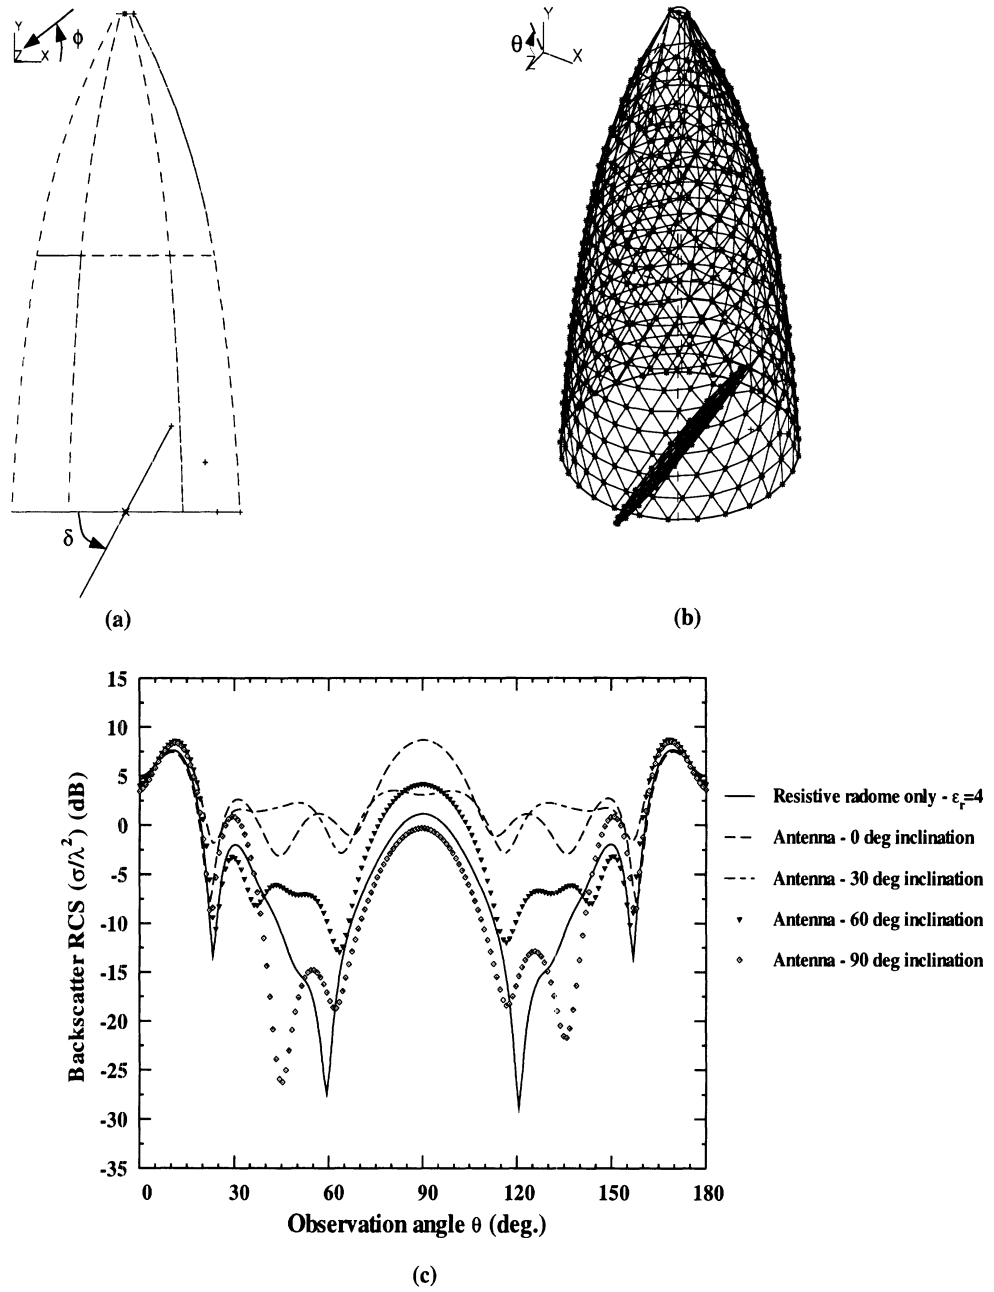 Y
Z X
ϕ
δ
(a)
Y
θ
Z X
(b)
15
10
5
0
-5
-10
-15
-20
-25
-30
-35
Backscatter RCS (σ/λ²) (dB)
0 30 60 90 120 150 180
Observation angle θ (deg.)
Resistive radome only - εᵣ=4
Antenna - 0 deg inclination
Antenna - 30 deg inclination
Antenna - 60 deg inclination
Antenna - 90 deg inclination
(c)